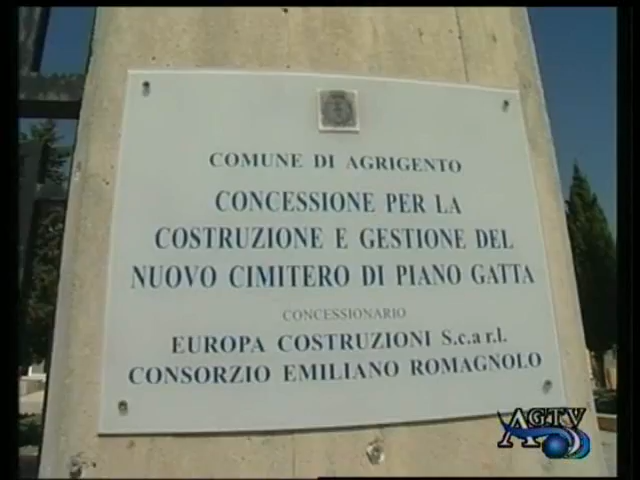 COMUNE DI AGRIGENTO
CONCESSIONE PER LA
COSTRUZIONE E GESTIONE DEL
NUOVO CIMITERO DI PIANO GATTA
CONCESSIONARIO
EUROPA COSTRUZIONI S.c.a r.l.
CONSORZIO EMILIANO ROMAGNOLO
AGTV